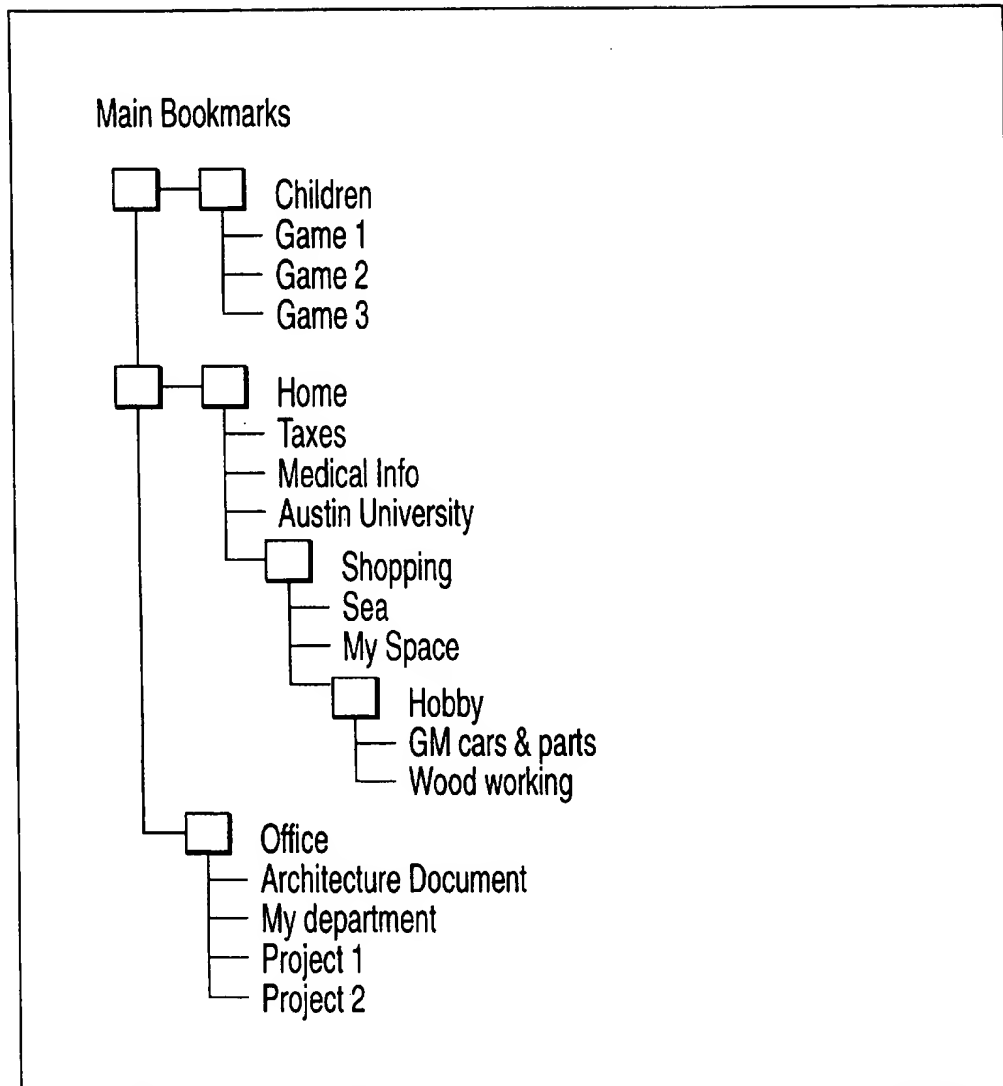 Main Bookmarks
Children
Game 1
Game 2
Game 3
Home
Taxes
Medical Info
Austin University
Shopping
Sea
My Space
Hobby
GM cars & parts
Wood working
Office
Architecture Document
My department
Project 1
Project 2